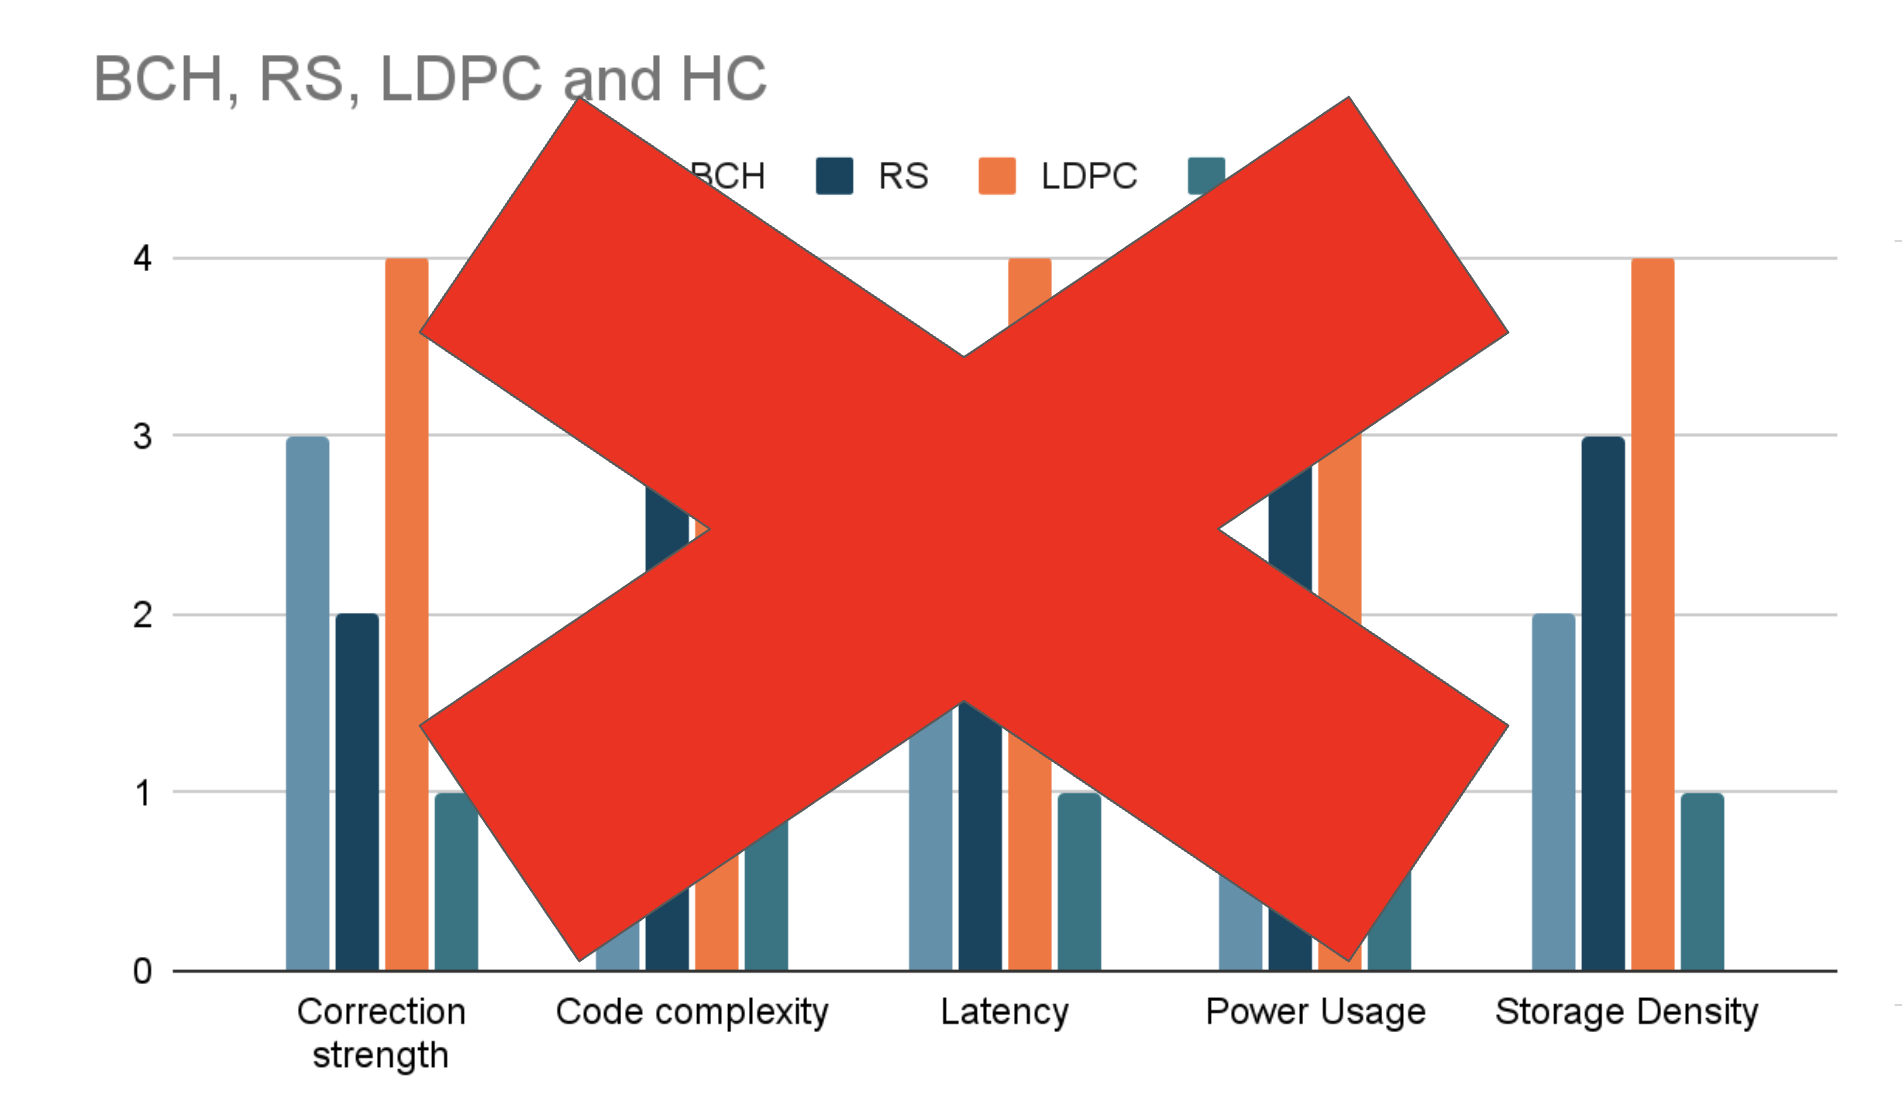 BCH, RS, LDPC and HC
BCH RS LDPC
4
3
2
1
0
Correction strength
Code complexity
Latency
Power Usage
Storage Density